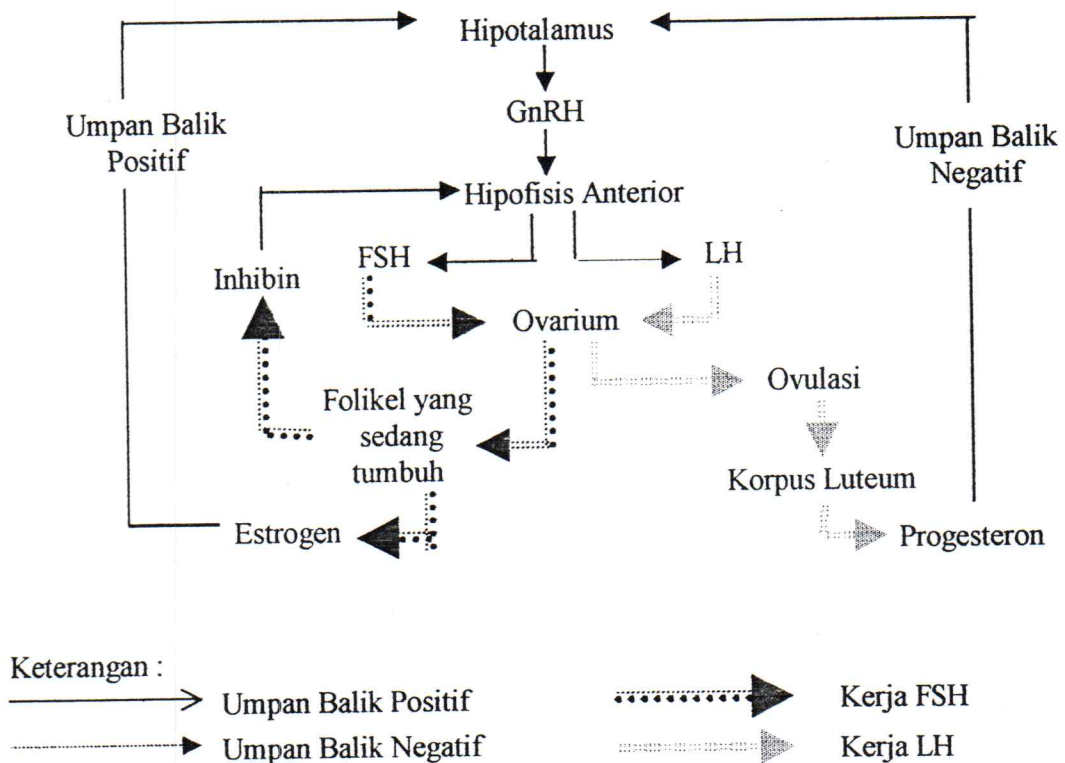 Hipotalamus
GnRH
Umpan Balik
Positif
Umpan Balik
Negatif
Hipofisis Anterior
FSH
LH
Inhibin
Ovarium
Ovulasi
Folikel yang
sedang
tumbuh
Korpus Luteum
Estrogen
Progesteron
Keterangan :
Umpan Balik Positif
Kerja FSH
Umpan Balik Negatif
Kerja LH